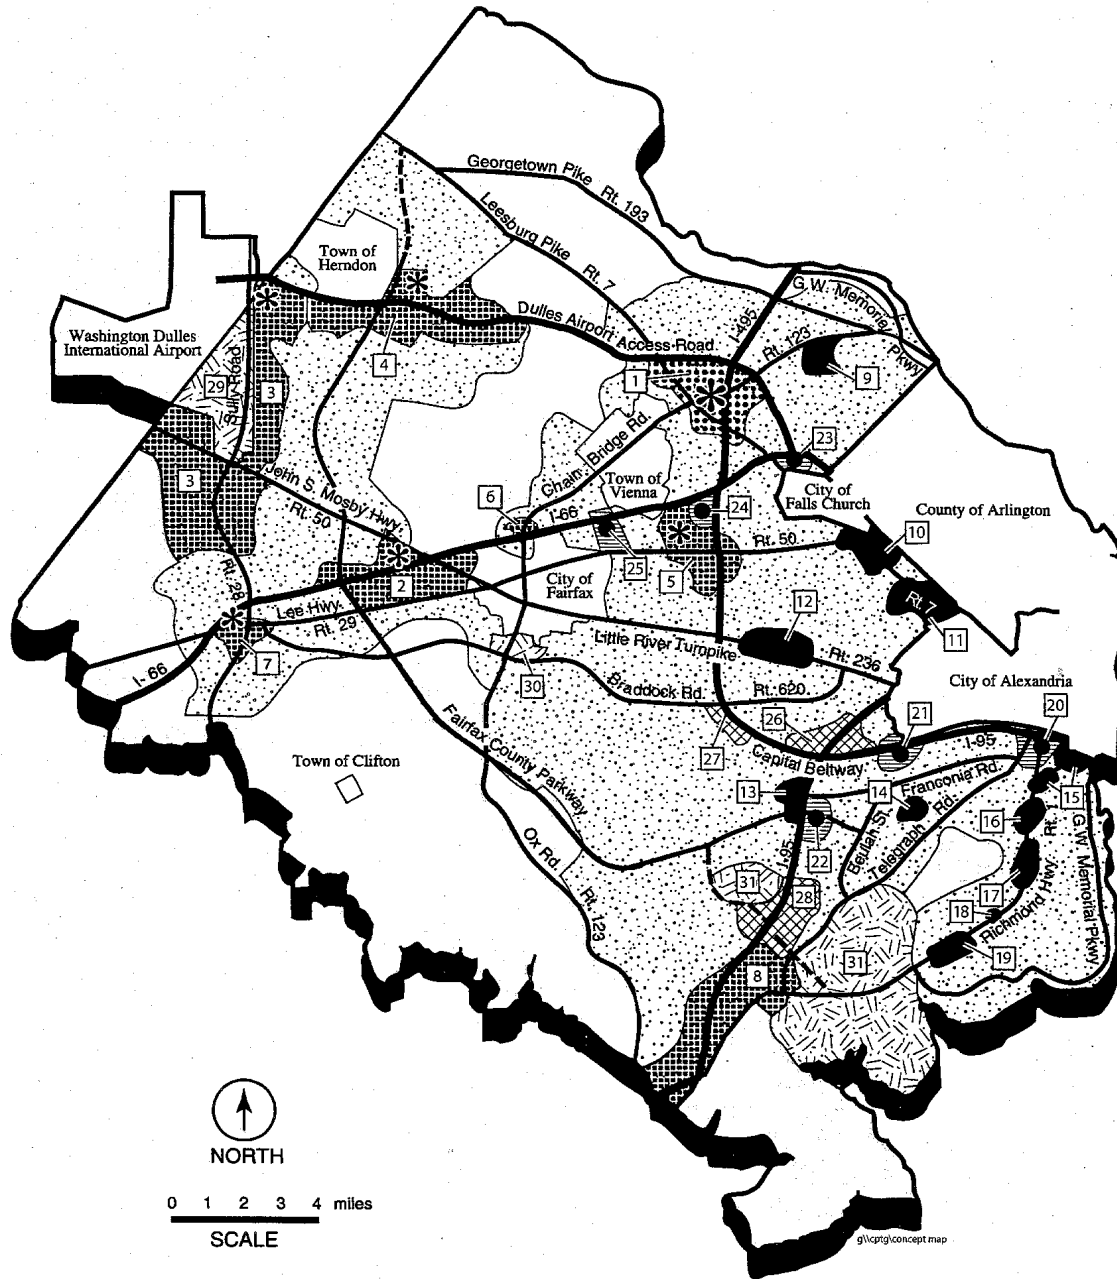 Georgetown Pike Rt. 193
Leesburg Pike Rt. 7
Town of
Herndon
G.W. Memorial
Pkwy
Dulles Airport
Access Road
I-495
Rt. 123
Washington Dulles
International Airport
4
1
9
29
Sully Road
3
3
Chain Bridge Rd.
23
John S. Mosby Hwy.
Rt. 50
6
Town of
Vienna
I-66
24
City of
Falls Church
County of Arlington
10
Rt. 50
25
5
Rt. 28
2
City of
Fairfax
12
Rt. 7
11
Lee Hwy.
Rt. 29
Little River Turnpike
Rt. 236
7
I-66
30
Braddock Rd.
Rt. 620
City of Alexandria
20
26
21
27
Fairfax County Parkway
Capital Beltway
I-95
Town of Clifton
13
14
Franconia Rd.
15
16
Rt. 1
Ox Rd.
Rt. 123
I-95
22
Beulah St.
Telegraph Rd.
G.W. Memorial Pkwy
31
28
17
18
Richmond Hwy
19
31
8
NORTH
0 1 2 3 4 miles
SCALE
g\\cptg\concept map